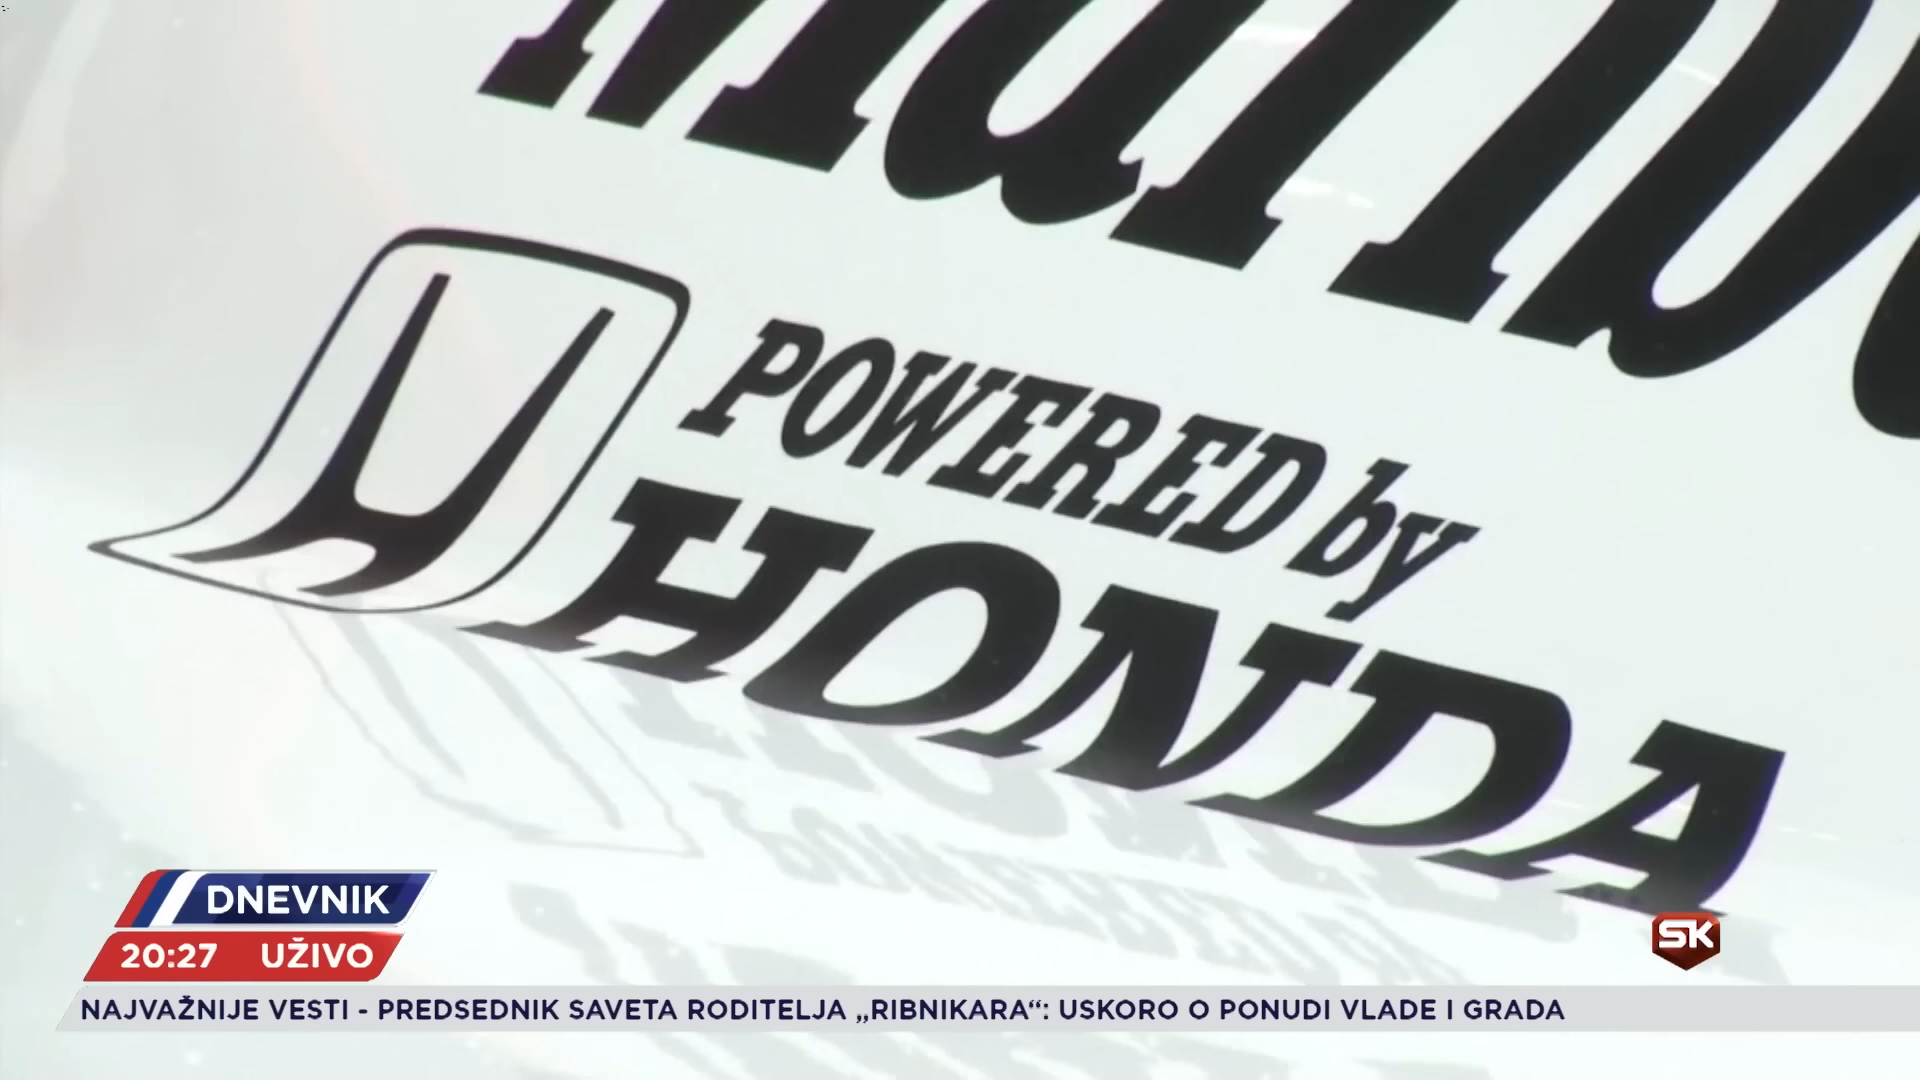 POWERED by
HONDA
DNEVNIK
20:27 UŽIVO
SK
NAJVAŽNIJE VESTI - PREDSEDNIK SAVETA RODITELJA „RIBNIKARA“: USKORO O PONUDI VLADE I GRADA